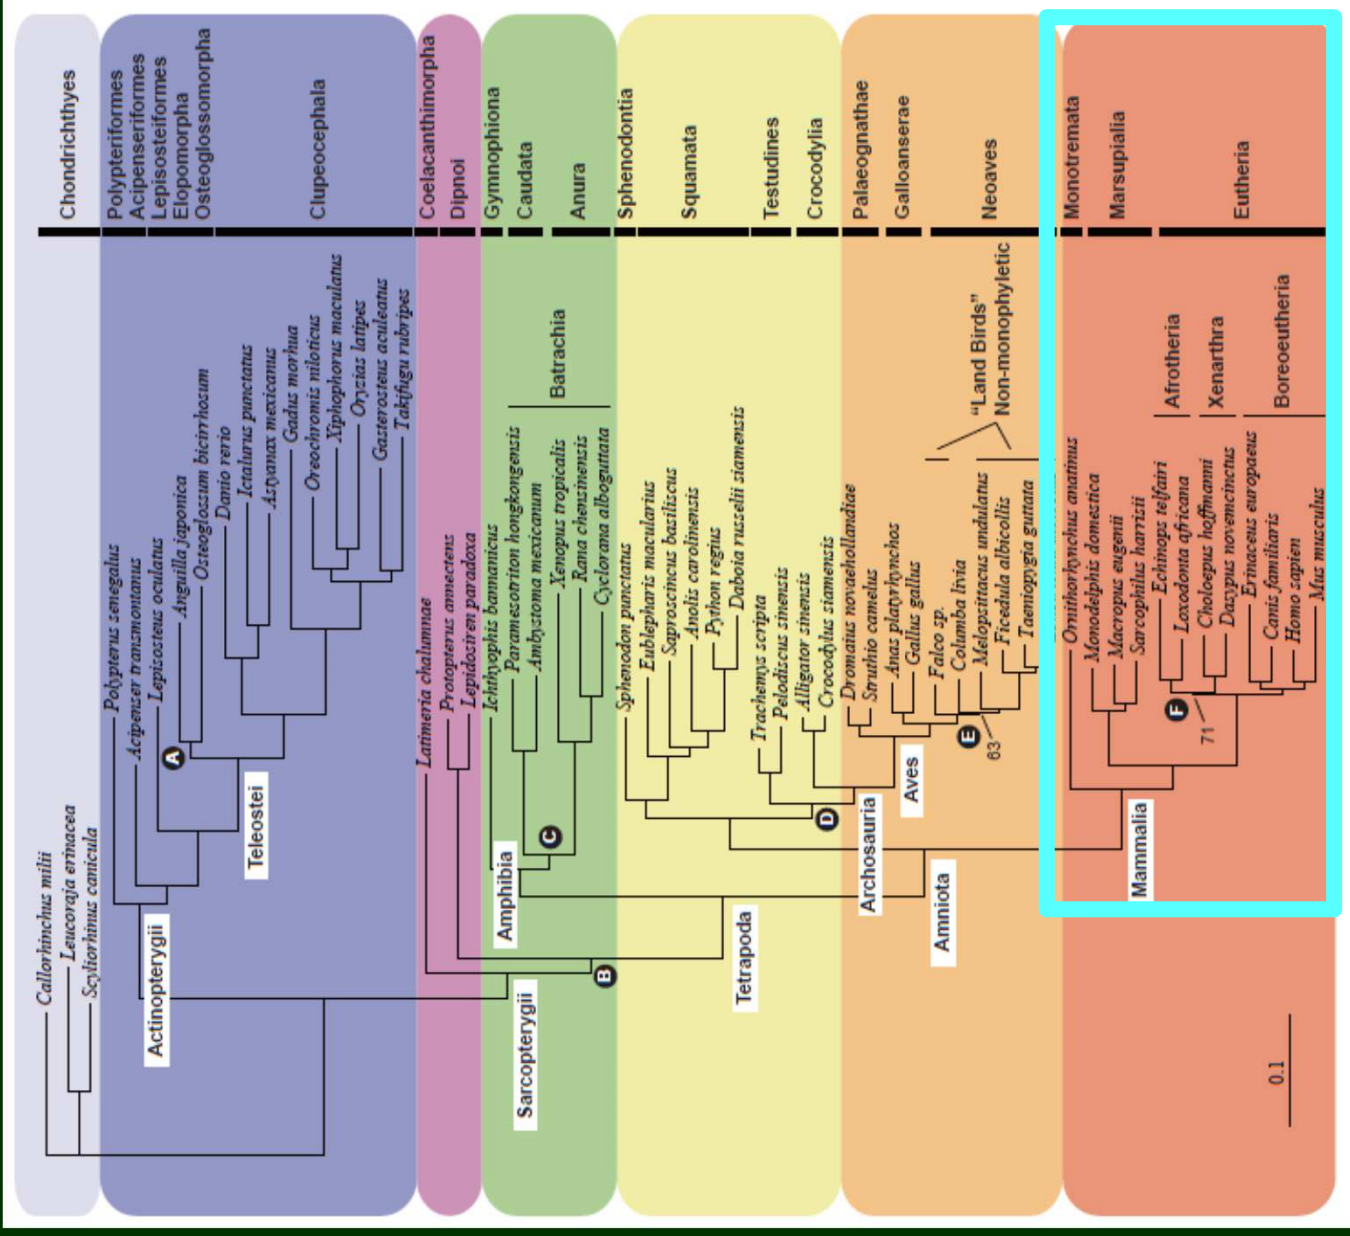 Chondrichthyes
Polypteriformes
Acipenseriformes
Lepisosteiformes
Elopomorpha
Osteoglossomorpha
Clupeocephala
Coelacanthimorpha
Dipnoi
Gymnophiona
Caudata
Anura
Sphenodontia
Squamata
Testudines
Crocodylia
Palaeognathae
Galloanserae
Neoaves
Monotremata
Marsupialia
Eutheria
Batrachia
"Land Birds"
Non-monophyletic
Afrotheria
Xenarthra
Boreoeutheria
Callorhinchus milii
Leucoraja erinacea
Scyliorhinus canicula
Polypterus senegalus
Acipenser transmontanus
Lepisosteus oculatus
Anguilla japonica
Osteoglossum bicirrhosum
Danio rerio
Ictalurus punctatus
Astyanax mexicanus
Gadus morhua
Oreochromis niloticus
Xiphophorus maculatus
Oryzias latipes
Gasterosteus aculeatus
Takifugu rubripes
Latimeria chalumnae
Protopterus annectens
Lepidosiren paradoxa
Ichthyophis bannanicus
Paramesotriton hongkongensis
Ambystoma mexicanum
Xenopus tropicalis
Rana chensinensis
Cyclorana alboguttata
Sphenodon punctatus
Eublepharis macularius
Saproscincus basiliscus
Anolis carolinensis
Python regius
Daboia russelii siamensis
Trachemys scripta
Pelodiscus sinensis
Alligator sinensis
Crocodylus siamensis
Dromaius novaehollandiae
Struthio camelus
Anas platyrhynchos
Gallus gallus
Falco sp.
Columba livia
Melopsittacus undulatus
Ficedula albicollis
Taeniopygia guttata
Ornithorhynchus anatinus
Monodelphis domestica
Macropus eugenii
Sarcophilus harrisii
Echinops telfairi
Loxodonta africana
Choloepus hoffmanni
Dasypus novemcinctus
Erinaceus europaeus
Canis familiaris
Homo sapien
Mus musculus
A
B
C
D
E
63
F
71
Teleostei
Actinopterygii
Amphibia
Sarcopterygii
Tetrapoda
Archosauria
Aves
Amniota
Mammalia
0.1